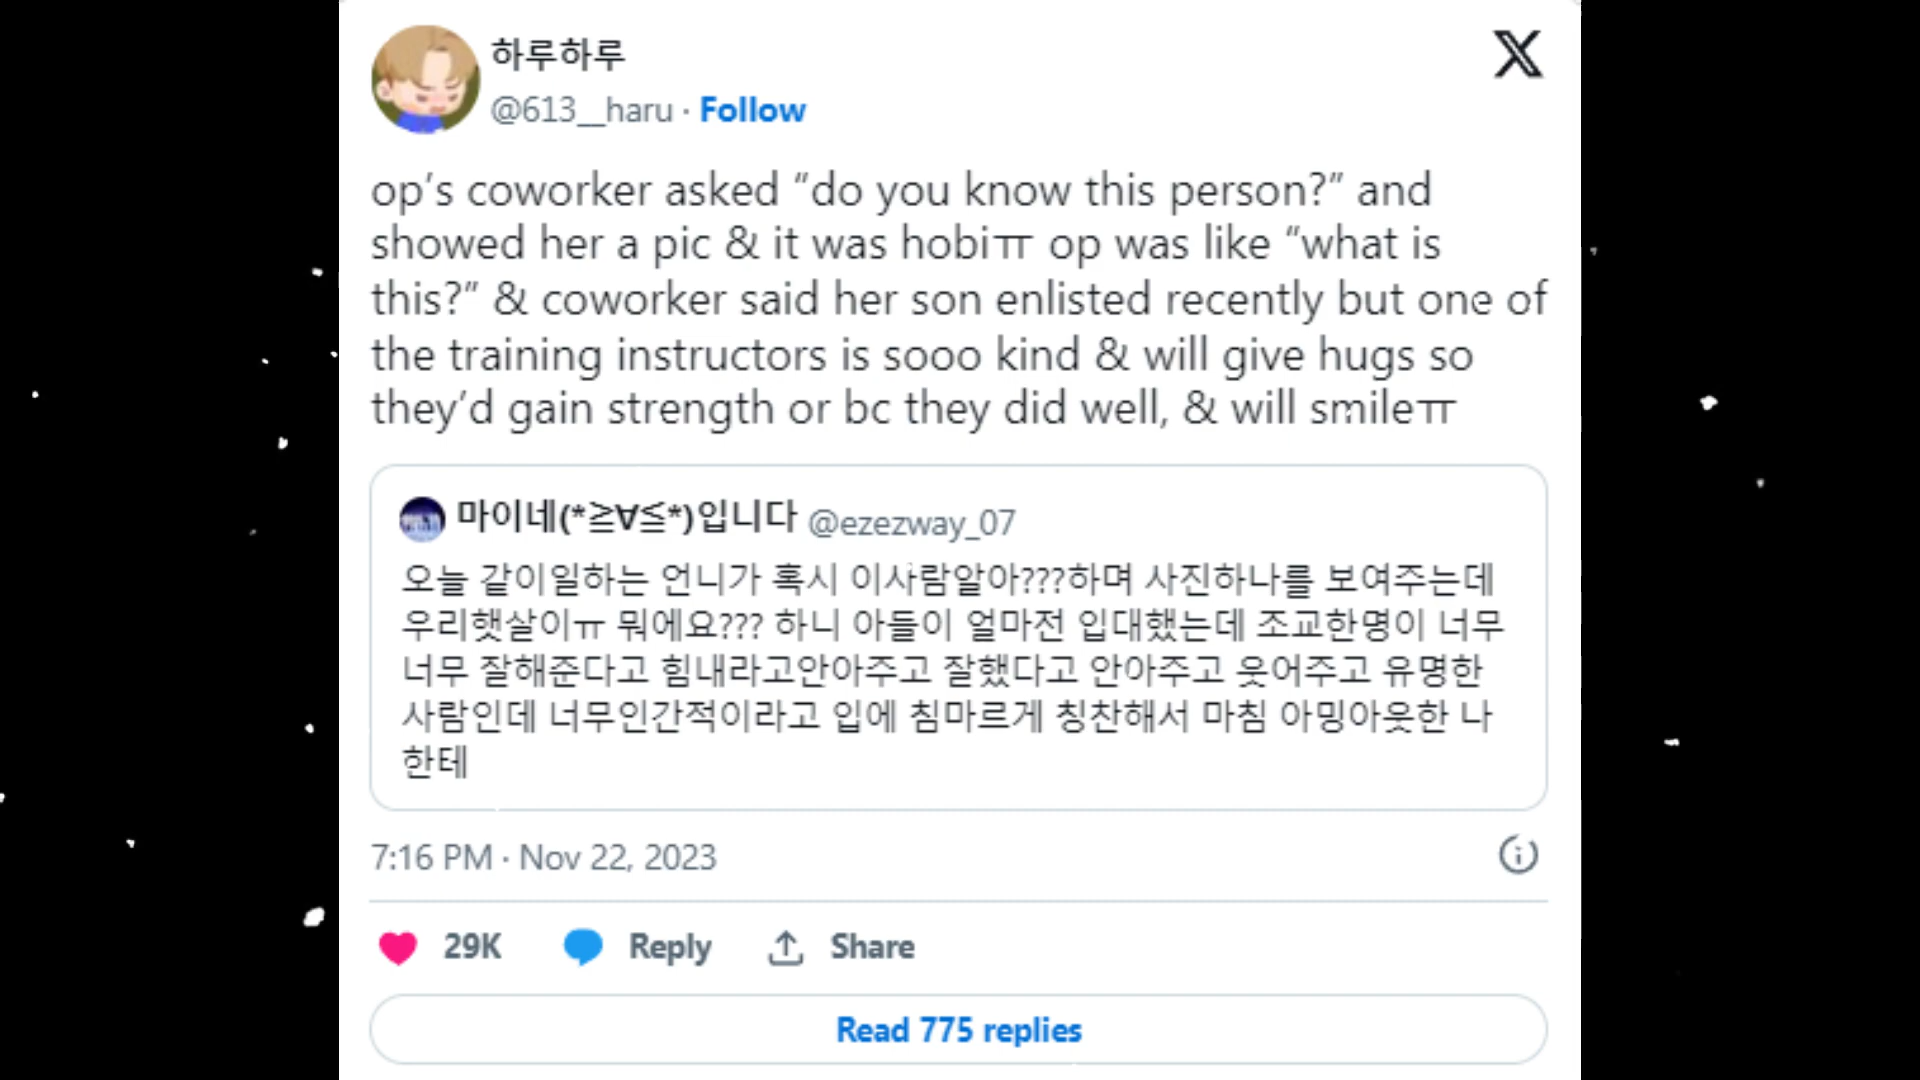 하루하루
@613__haru · Follow
op’s coworker asked “do you know this person?” and
showed her a pic & it was hobiㅠ op was like “what is
this?” & coworker said her son enlisted recently but one of
the training instructors is sooo kind & will give hugs so
they’d gain strength or bc they did well, & will smileㅠ
마이네(*≧∀≦*)입니다 @ezezway_07
오늘 같이일하는 언니가 혹시 이사람알아???하며 사진하나를 보여주는데
우리햇살이ㅠ 뭐에요??? 하니 아들이 얼마전 입대했는데 조교한명이 너무
너무 잘해준다고 힘내라고안아주고 잘했다고 안아주고 웃어주고 유명한
사람인데 너무인간적이라고 입에 침마르게 칭찬해서 마침 아밍아웃한 나
한테
7:16 PM · Nov 22, 2023
29K Reply Share
Read 775 replies